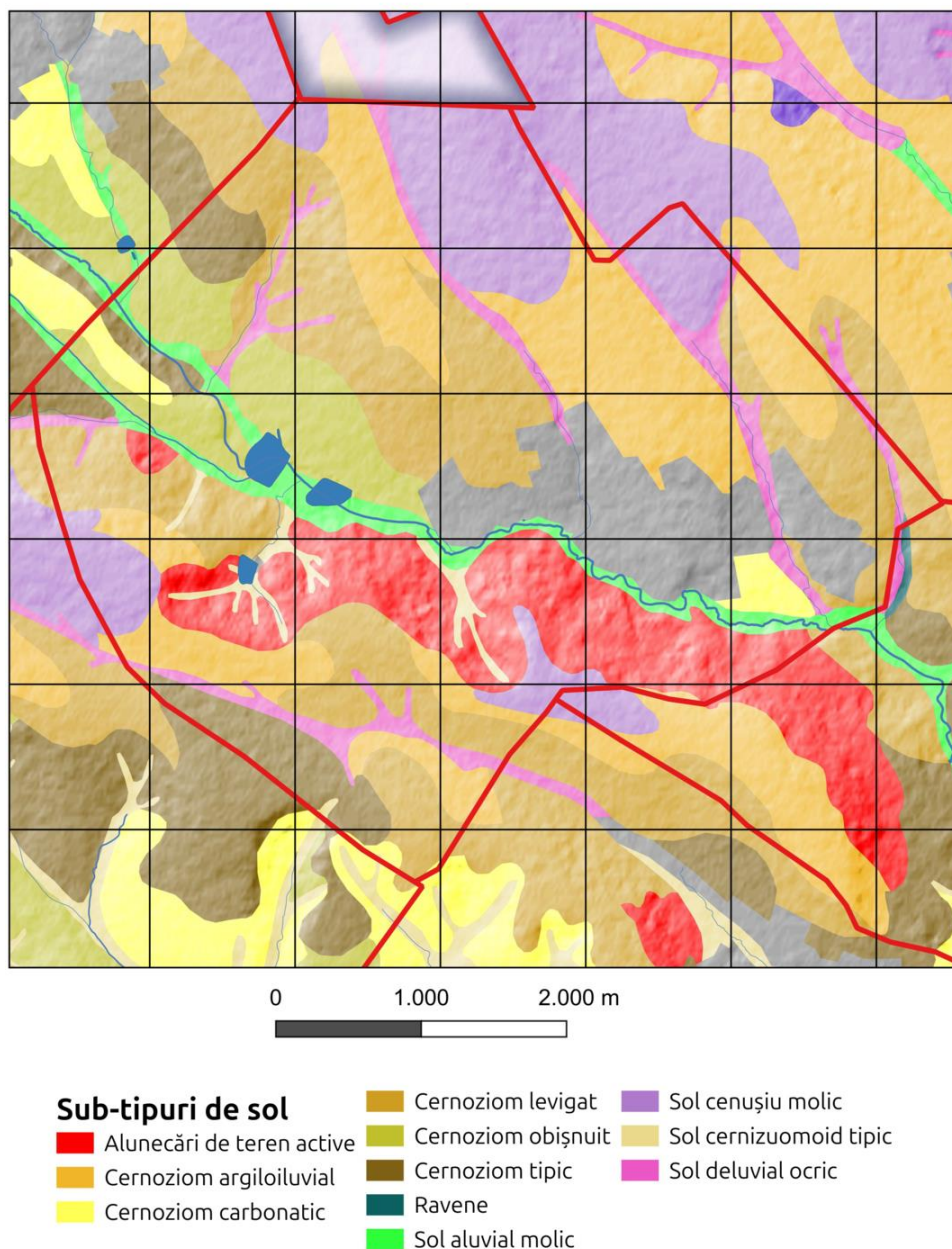 0 1.000 2.000 m
Sub-tipuri de sol
Alunecări de teren active
Cernoziom argiloiluvial
Cernoziom carbonatic
Cernoziom levigat
Cernoziom obișnuit
Cernoziom tipic
Ravene
Sol aluvial molic
Sol cenușiu molic
Sol cernizuomoid tipic
Sol deluvial ocric